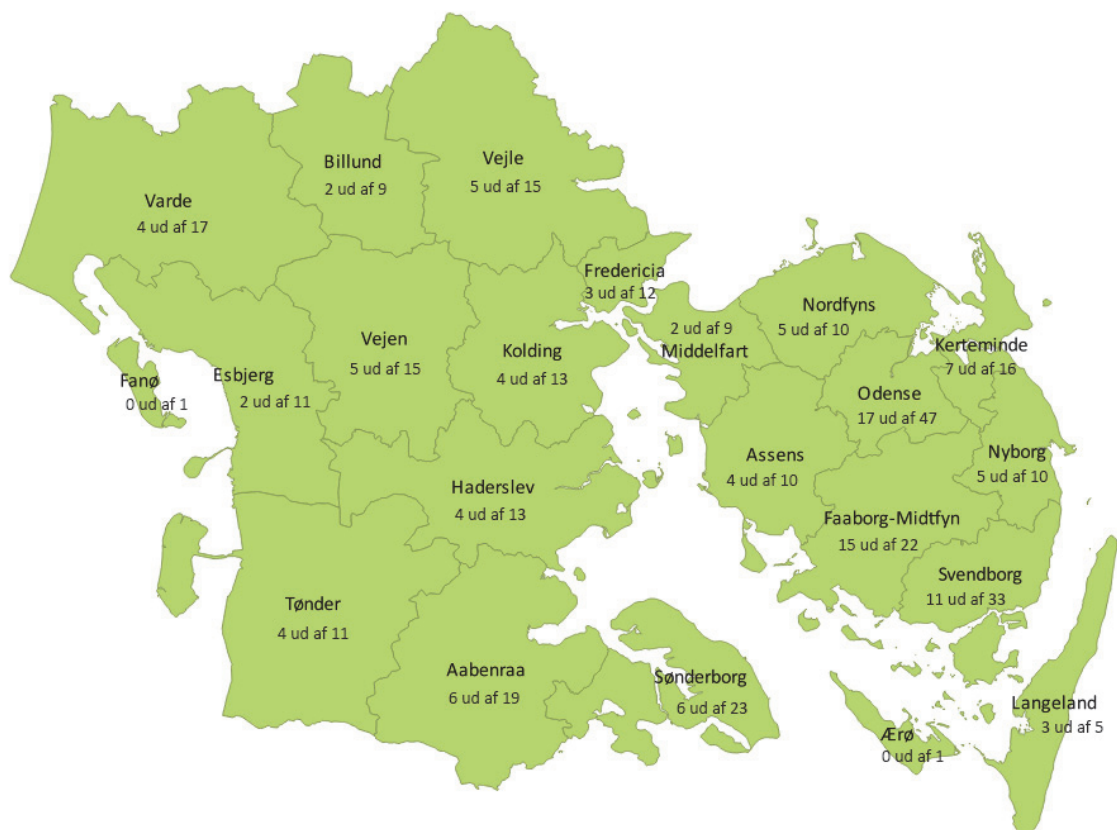 Billund
2 ud af 9
Vejle
5 ud af 15
Varde
4 ud af 17
Fredericia
3 ud af 12
Nordfyns
5 ud af 10
2 ud af 9
Middelfart
Kerteminde
7 ud af 16
Vejen
5 ud af 15
Kolding
4 ud af 13
Fanø
0 ud af 1
Esbjerg
2 ud af 11
Odense
17 ud af 47
Assens
4 ud af 10
Nyborg
5 ud af 10
Haderslev
4 ud af 13
Faaborg-Midtfyn
15 ud af 22
Svendborg
11 ud af 33
Tønder
4 ud af 11
Aabenraa
6 ud af 19
Sønderborg
6 ud af 23
Langeland
3 ud af 5
Ærø
0 ud af 1